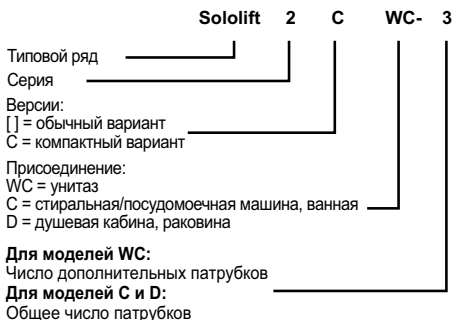 Sololift 2 C WC- 3
Типовой ряд
Серия
Версии:
[ ] = обычный вариант
C = компактный вариант
Присоединение:
WC = унитаз
C = стиральная/посудомоечная машина, ванная
D = душевая кабина, раковина
Для моделей WC:
Число дополнительных патрубков
Для моделей C и D:
Общее число патрубков